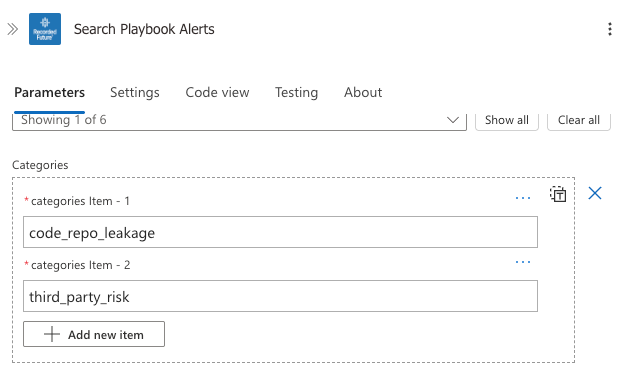 Recorded
Future
Search Playbook Alerts
Parameters Settings Code view Testing About
Showing 1 of 6 Show all Clear all
Categories
* categories Item - 1 ...
T
code_repo_leakage
* categories Item - 2 ...
third_party_risk
Add new item